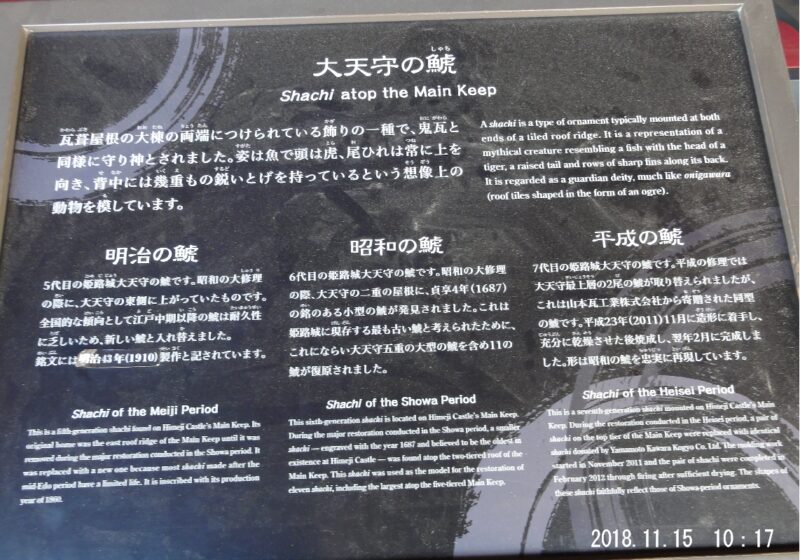 大天守の鯱
しゃち
Shachi atop the Main Keep
瓦葺屋根の大棟の両端につけられている飾りの一種で、鬼瓦と
同様に守り神とされました。姿は魚で頭は虎、尾ひれは常に上を
向き、背中には幾重もの鋭いとげを持っているという想像上の
動物を模しています。
A shachi is a type of ornament typically mounted at both
ends of a tiled roof ridge. It is a representation of a
mythical creature resembling a fish with the head of a
tiger, a raised tail and rows of sharp fins along its back.
It is regarded as a guardian deity, much like onigawara
(roof tiles shaped in the form of an ogre).
明治の鯱
5代目の姫路城大天守の鯱です。昭和の大修理
の際に、大天守の東側に上がっていたものです。
全国的な傾向として江戸中期以降の鯱は耐久性
に乏しいため、新しい鯱と入れ替えました。
銘文には明治43年(1910)製作と記されています。
Shachi of the Meiji Period
This is a fifth-generation shachi found on Himeji Castle's Main Keep. Its
original home was the east roof ridge of the Main Keep until it was
removed during the major restoration conducted in the Showa period. It
was replaced with a new one because most shachi made after the
mid-Edo period have a limited life. It is inscribed with its production
year of
昭和の鯱
6代目の姫路城大天守の鯱です。昭和の大修理
の際、大天守の二重の屋根に、貞享4年(1687)
の銘のある小型の鯱が発見されました。これは
姫路城に現存する最も古い鯱と考えられたために、
これにならい大天守五重の大型の鯱を含め11の
鯱が復原されました。
Shachi of the Showa Period
This sixth-generation shachi is located on Himeji Castle's Main Keep.
During the major restoration conducted in the Showa period, a smaller
shachi — engraved with the year 1687 and believed to be the oldest in
existence at Himeji Castle — was found atop the two-tiered roof of the
Main Keep. This shachi was used as the model for the restoration of
eleven shachi, including the largest atop the five-tiered Main Keep.
平成の鯱
7代目の姫路城大天守の鯱です。平成の修理では
大天守最上層の2尾の鯱が取り替えられましたが、
これは山本瓦工業株式会社から寄贈された同型
の鯱です。平成23年(2011)11月に造形に着手し、
充分に乾燥させた後焼成し、翌年2月に完成しま
した。形は昭和の鯱を忠実に再現しています。
Shachi of the Heisei Period
This is a seventh-generation shachi mounted on Himeji Castle's Main
Keep. During the restoration conducted in the Heisei period, a pair of
shachi on the top tier of the Main Keep were replaced with identical
shachi donated by Yamamoto Kawara Kogyo Co. Ltd. The molding work
started in November 2011 and the pair of shachi were completed in
February 2012 through firing after sufficient drying. The shapes of
these shachi faithfully reflect those of Showa period ornaments.
2018.11.15 10:17